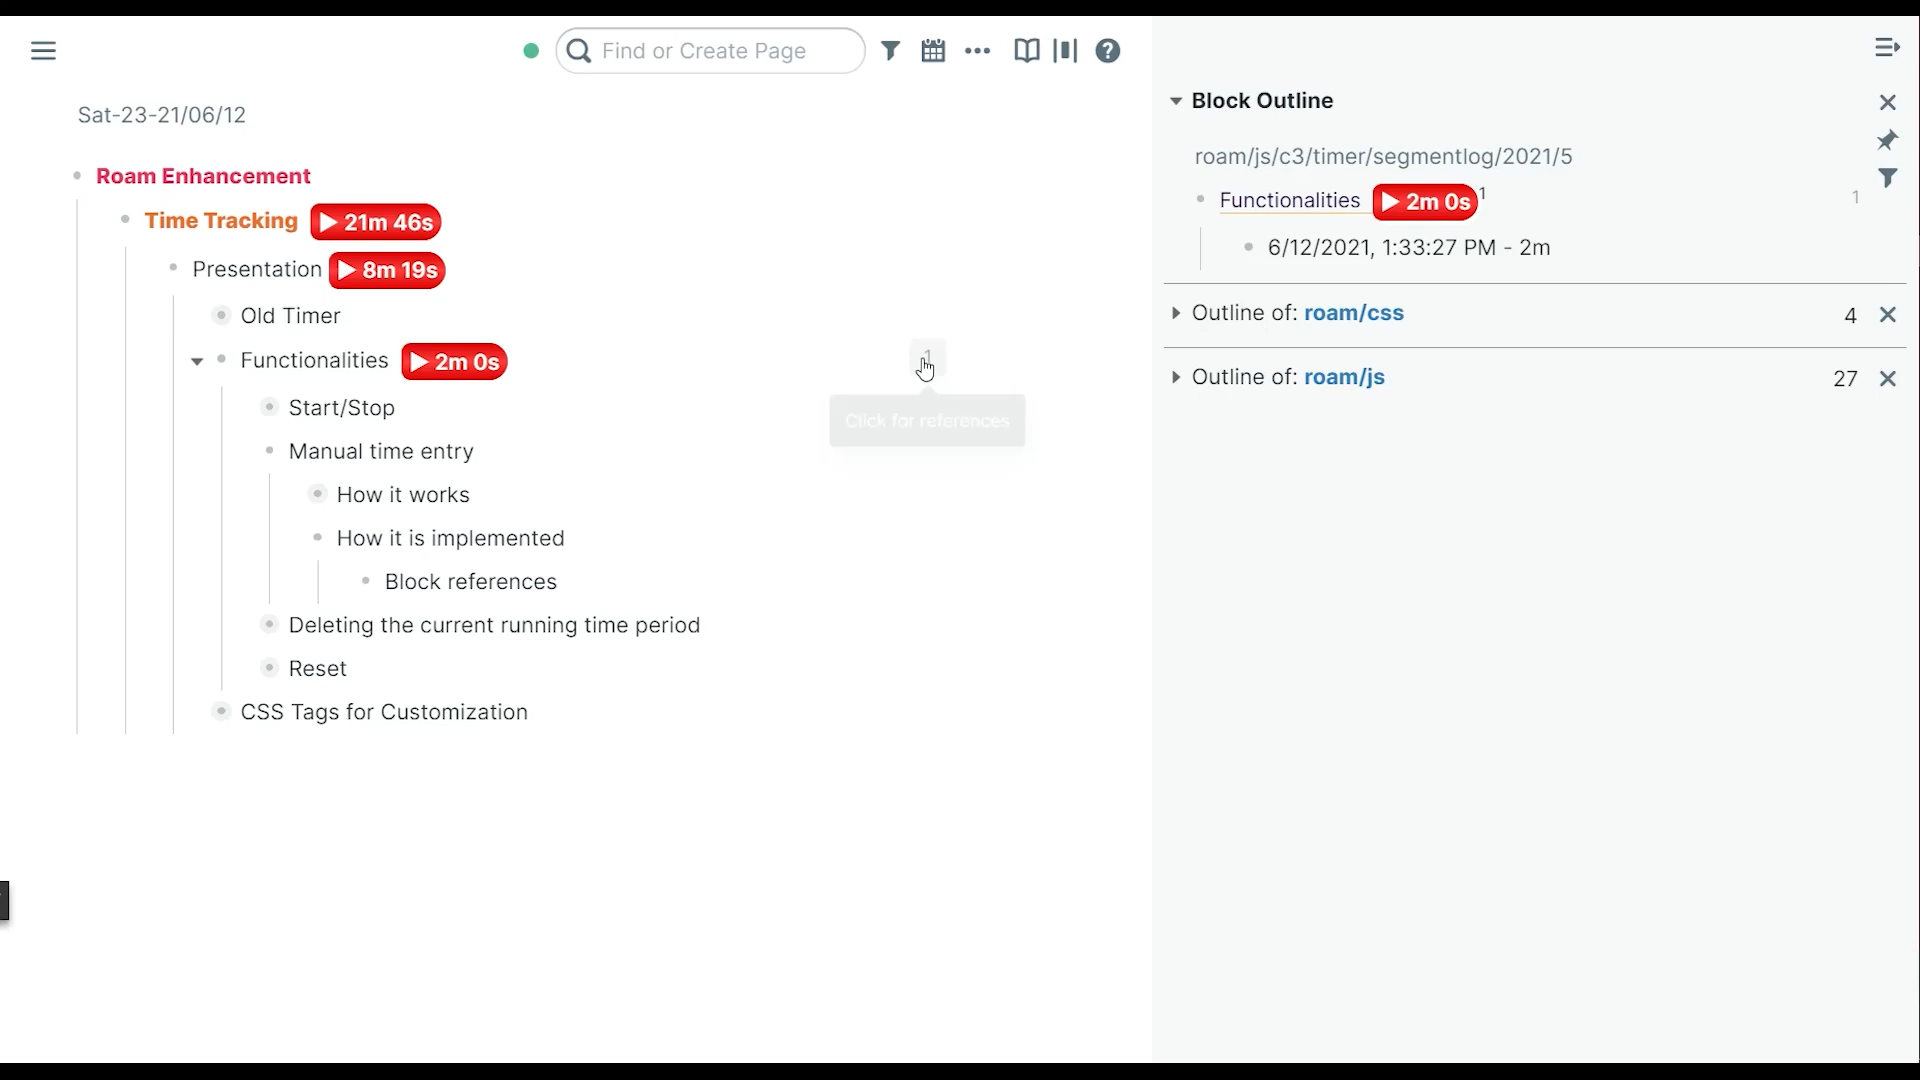 Find or Create Page
Sat-23-21/06/12
Roam Enhancement
Time Tracking 21m 46s
Presentation 8m 19s
Old Timer
Functionalities 2m 0s 1
Click for references
Start/Stop
Manual time entry
How it works
How it is implemented
Block references
Deleting the current running time period
Reset
CSS Tags for Customization
Block Outline
roam/js/c3/timer/segmentlog/2021/5
Functionalities 2m 0s 1 1
6/12/2021, 1:33:27 PM - 2m
Outline of: roam/css 4
Outline of: roam/js 27